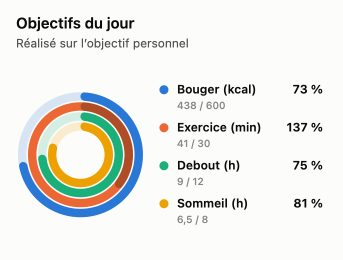 Objectifs du jour
Réalisé sur l’objectif personnel
Bouger (kcal) 73 %
438 / 600
Exercice (min) 137 %
41 / 30
Debout (h) 75 %
9 / 12
Sommeil (h) 81 %
6,5 / 8